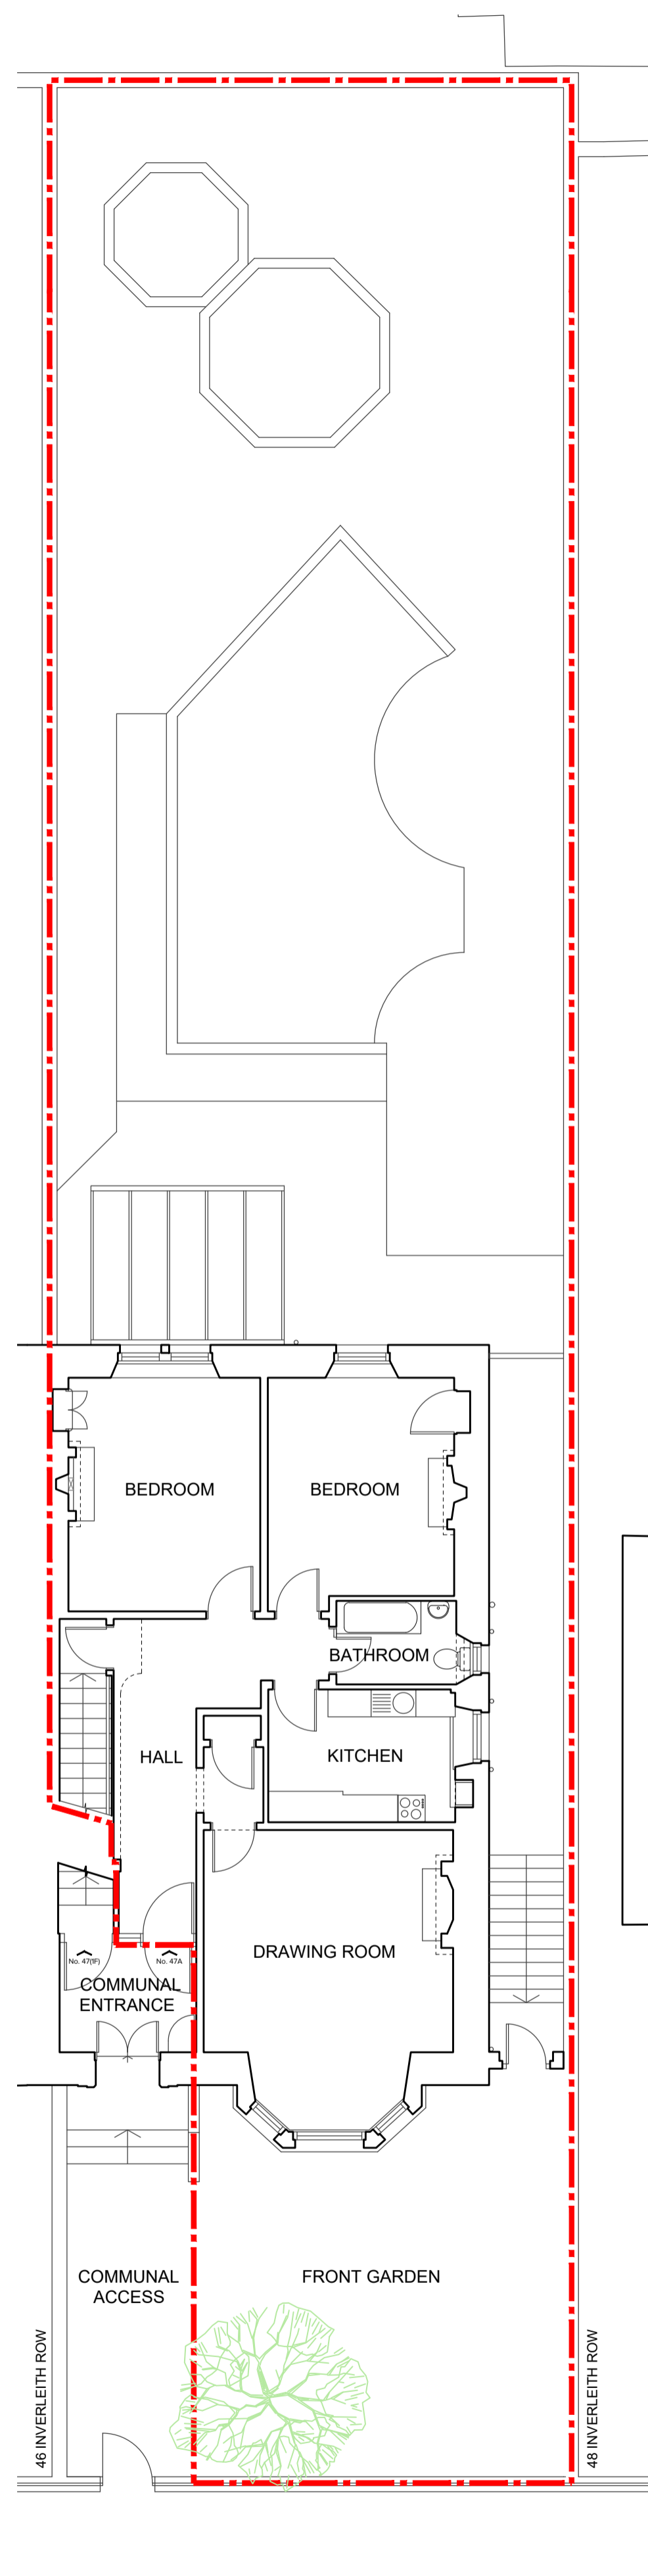 BEDROOM
BEDROOM
BATHROOM
KITCHEN
HALL
DRAWING ROOM
No. 47(1F)
No. 47A
COMMUNAL
ENTRANCE
COMMUNAL
ACCESS
FRONT GARDEN
46 INVERLEITH ROW
48 INVERLEITH ROW